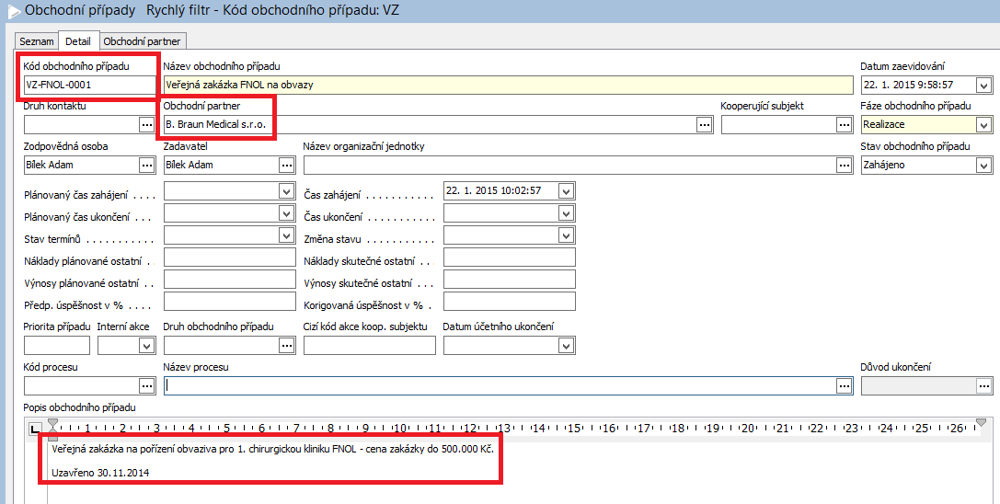 Obchodní případy Rychlý filtr - Kód obchodního případu: VZ
Seznam Detail Obchodní partner
Kód obchodního případu Název obchodního případu Datum zaevidování
VZ-FNOL-0001 Veřejná zakázka FNOL na obvazy 22. 1. 2015 9:58:57
Druh kontaktu Obchodní partner Kooperující subjekt Fáze obchodního případu
B. Braun Medical s.r.o. Realizace
Zodpovědná osoba Zadavatel Název organizační jednotky Stav obchodního případu
Bílek Adam Bílek Adam Zahájeno
Plánovaný čas zahájení . . . . Čas zahájení . . . . . . . . . . . 22. 1. 2015 10:02:57
Plánovaný čas ukončení . . . Čas ukončení . . . . . . . . . . .
Stav termínů . . . . . . . . . . . Změna stavu . . . . . . . . . . .
Náklady plánované ostatní . . Náklady skutečné ostatní . . .
Výnosy plánované ostatní . . Výnosy skutečné ostatní . . .
Předp. úspěšnost v % . . . . Korigovaná úspěšnost v % .
Priorita případu Interní akce Druh obchodního případu Cizí kód akce koop. subjektu Datum účetního ukončení
Kód procesu Název procesu Důvod ukončení
Popis obchodního případu
1 2 3 4 5 6 7 8 9 10 11 12 13 14 15 16 17 18 19 20 21 22 23 24 25 26
Veřejná zakázka na pořízení obvaziva pro 1. chirurgickou kliniku FNOL - cena zakázky do 500.000 Kč.
Uzavřeno 30.11.2014